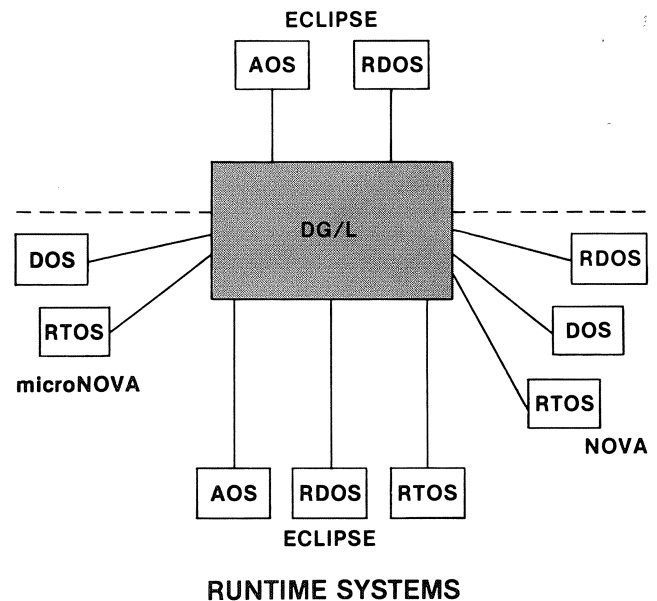 ECLIPSE
AOS
RDOS
DG/L
DOS
RDOS
RTOS
DOS
microNOVA
RTOS
NOVA
AOS
RDOS
RTOS
ECLIPSE
RUNTIME SYSTEMS